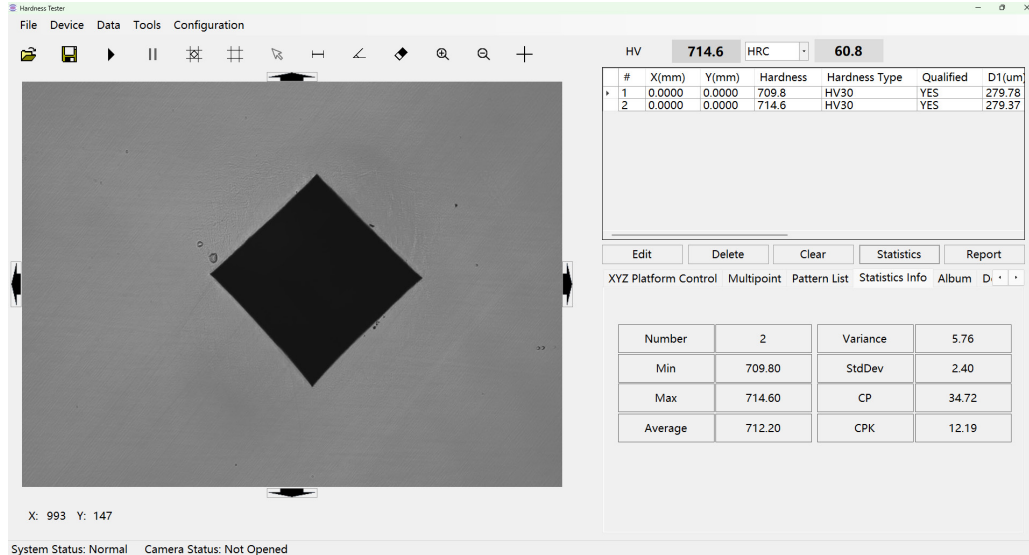 Hardness Tester
File Device Data Tools Configuration
HV 714.6 HRC 60.8
# X(mm) Y(mm) Hardness Hardness Type Qualified D1(um)
1 0.0000 0.0000 709.8 HV30 YES 279.78
2 0.0000 0.0000 714.6 HV30 YES 279.37
Edit Delete Clear Statistics Report
XYZ Platform Control Multipoint Pattern List Statistics Info Album
Number 2 Variance 5.76
Min 709.80 StdDev 2.40
Max 714.60 CP 34.72
Average 712.20 CPK 12.19
X: 993 Y: 147
System Status: Normal Camera Status: Not Opened